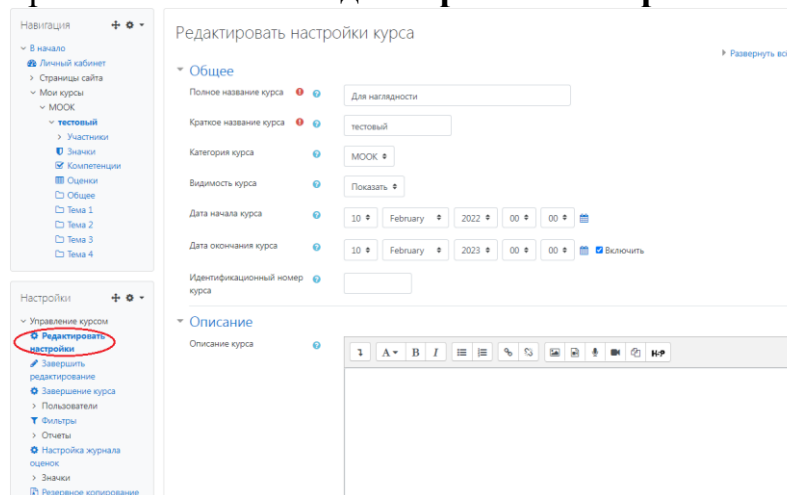 Навигация
В начало
Личный кабинет
Страницы сайта
Мои курсы
МООК
тестовый
Участники
Значки
Компетенции
Оценки
Общее
Тема 1
Тема 2
Тема 3
Тема 4
Настройки
Управление курсом
Редактировать
настройки
Завершить
редактирование
Завершение курса
Пользователи
Фильтры
Отчеты
Настройка журнала
оценок
Значки
Резервное копирование
Редактировать настройки курса
Развернуть всё
Общее
Полное название курса Для наглядности
Краткое название курса тестовый
Категория курса МООК
Видимость курса Показать
Дата начала курса 10 February 2022 00 00
Дата окончания курса 10 February 2023 00 00 Включить
Идентификационный номер
курса
Описание
Описание курса
A B I H-P